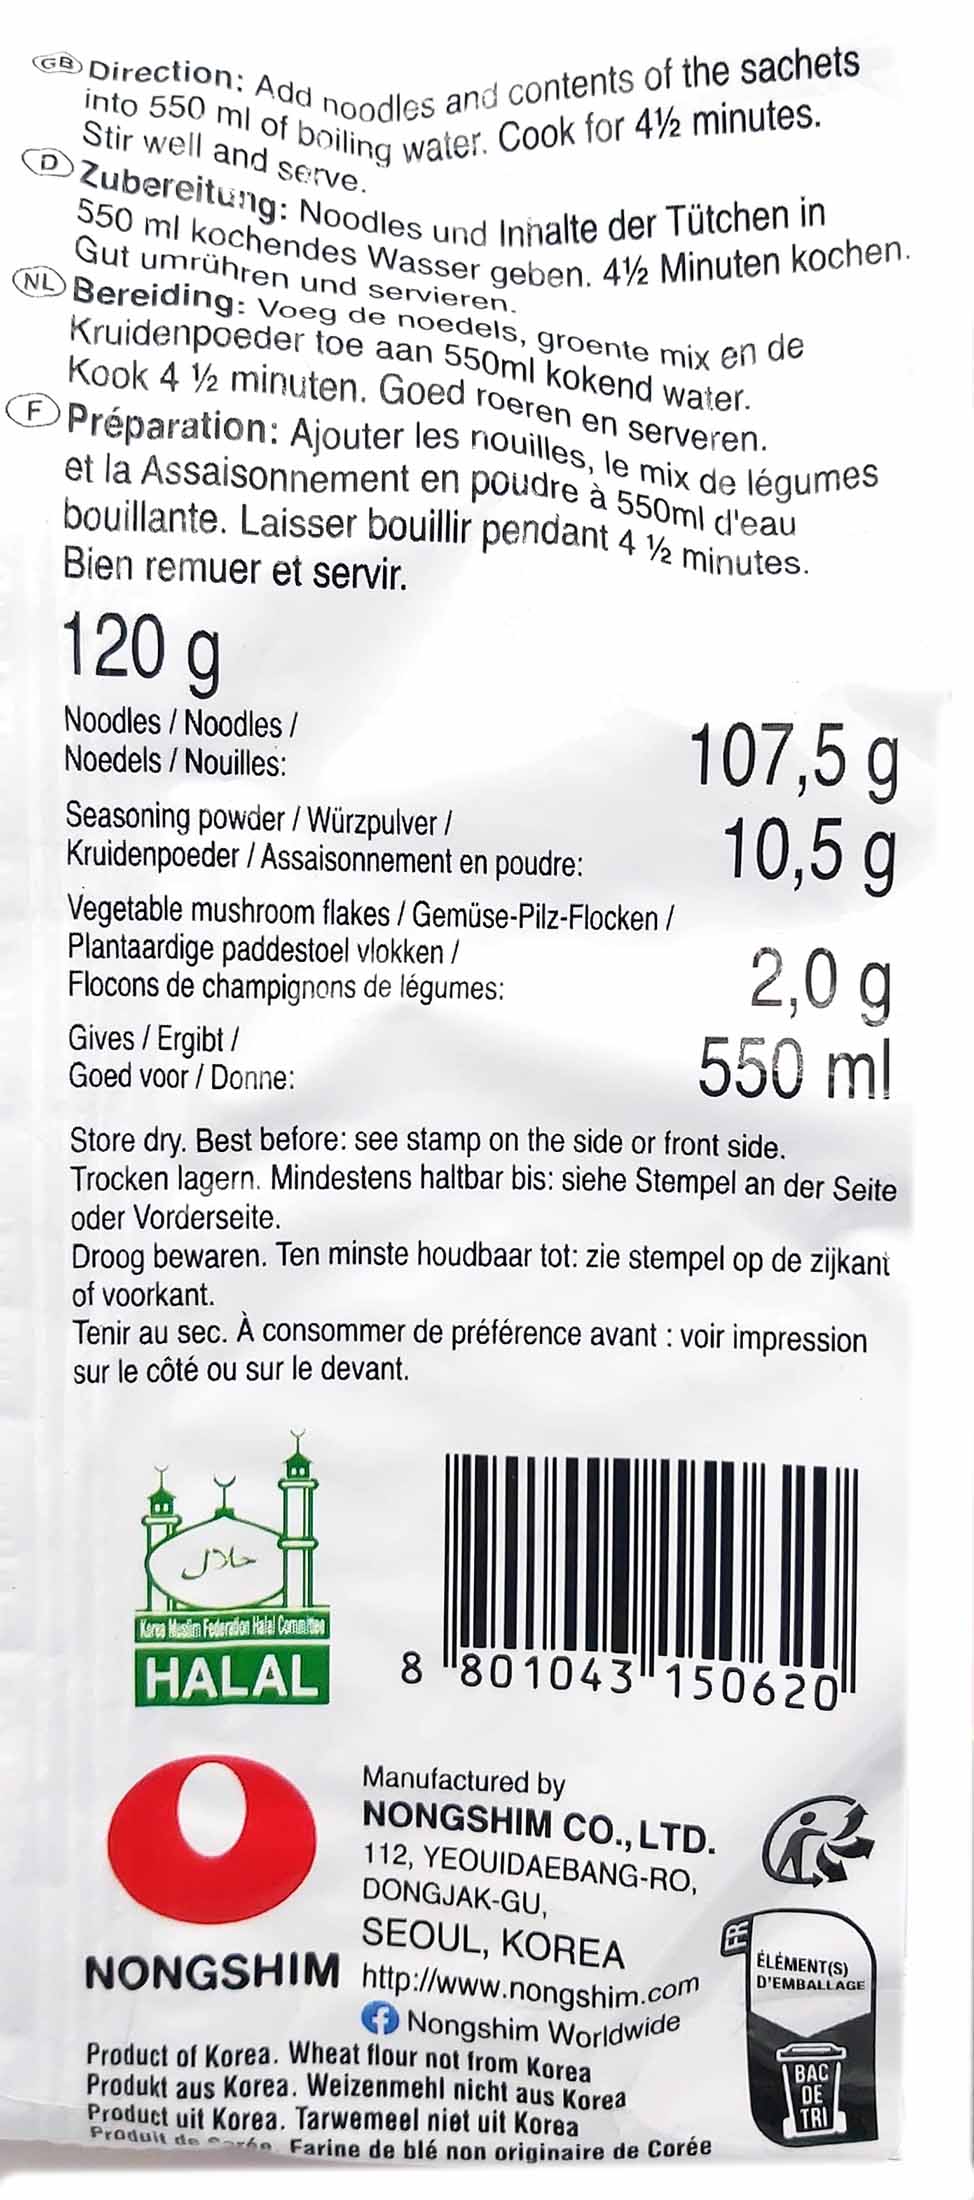 GB Direction: Add noodles and contents of the sachets
into 550 ml of boiling water. Cook for 4½ minutes.
Stir well and serve.
D Zubereitung: Noodles und Inhalte der Tütchen in
550 ml kochendes Wasser geben. 4½ Minuten kochen.
Gut umrühren und servieren.
NL Bereiding: Voeg de noedels, groente mix en de
Kruidenpoeder toe aan 550ml kokend water.
Kook 4 ½ minuten. Goed roeren en serveren.
F Préparation: Ajouter les nouilles, le mix de légumes
et la Assaisonnement en poudre à 550ml d'eau
bouillante. Laisser bouillir pendant 4 ½ minutes.
Bien remuer et servir.
120 g
Noodles / Noodles /
Noedels / Nouilles:
107,5 g
Seasoning powder / Würzpulver /
Kruidenpoeder / Assaisonnement en poudre:
10,5 g
Vegetable mushroom flakes / Gemüse-Pilz-Flocken /
Plantaardige paddestoel vlokken /
Flocons de champignons de légumes:
2,0 g
Gives / Ergibt /
Goed voor / Donne:
550 ml
Store dry. Best before: see stamp on the side or front side.
Trocken lagern. Mindestens haltbar bis: siehe Stempel an der Seite
oder Vorderseite.
Droog bewaren. Ten minste houdbaar tot: zie stempel op de zijkant
of voorkant.
Tenir au sec. À consommer de préférence avant : voir impression
sur le côté ou sur le devant.
حلال
Korea Muslim Federation Halal Committee
HALAL
8 801043 150620
Manufactured by
NONGSHIM CO., LTD.
112, YEOUIDAEBANG-RO,
DONGJAK-GU,
SEOUL, KOREA
NONGSHIM
http://www.nongshim.com
f Nongshim Worldwide
FR
ÉLÉMENT(S)
D'EMBALLAGE
BAC
DE
TRI
Product of Korea. Wheat flour not from Korea
Produkt aus Korea. Weizenmehl nicht aus Korea
Product uit Korea. Tarwemeel niet uit Korea
Produit de Corée. Farine de blé non originaire de Corée